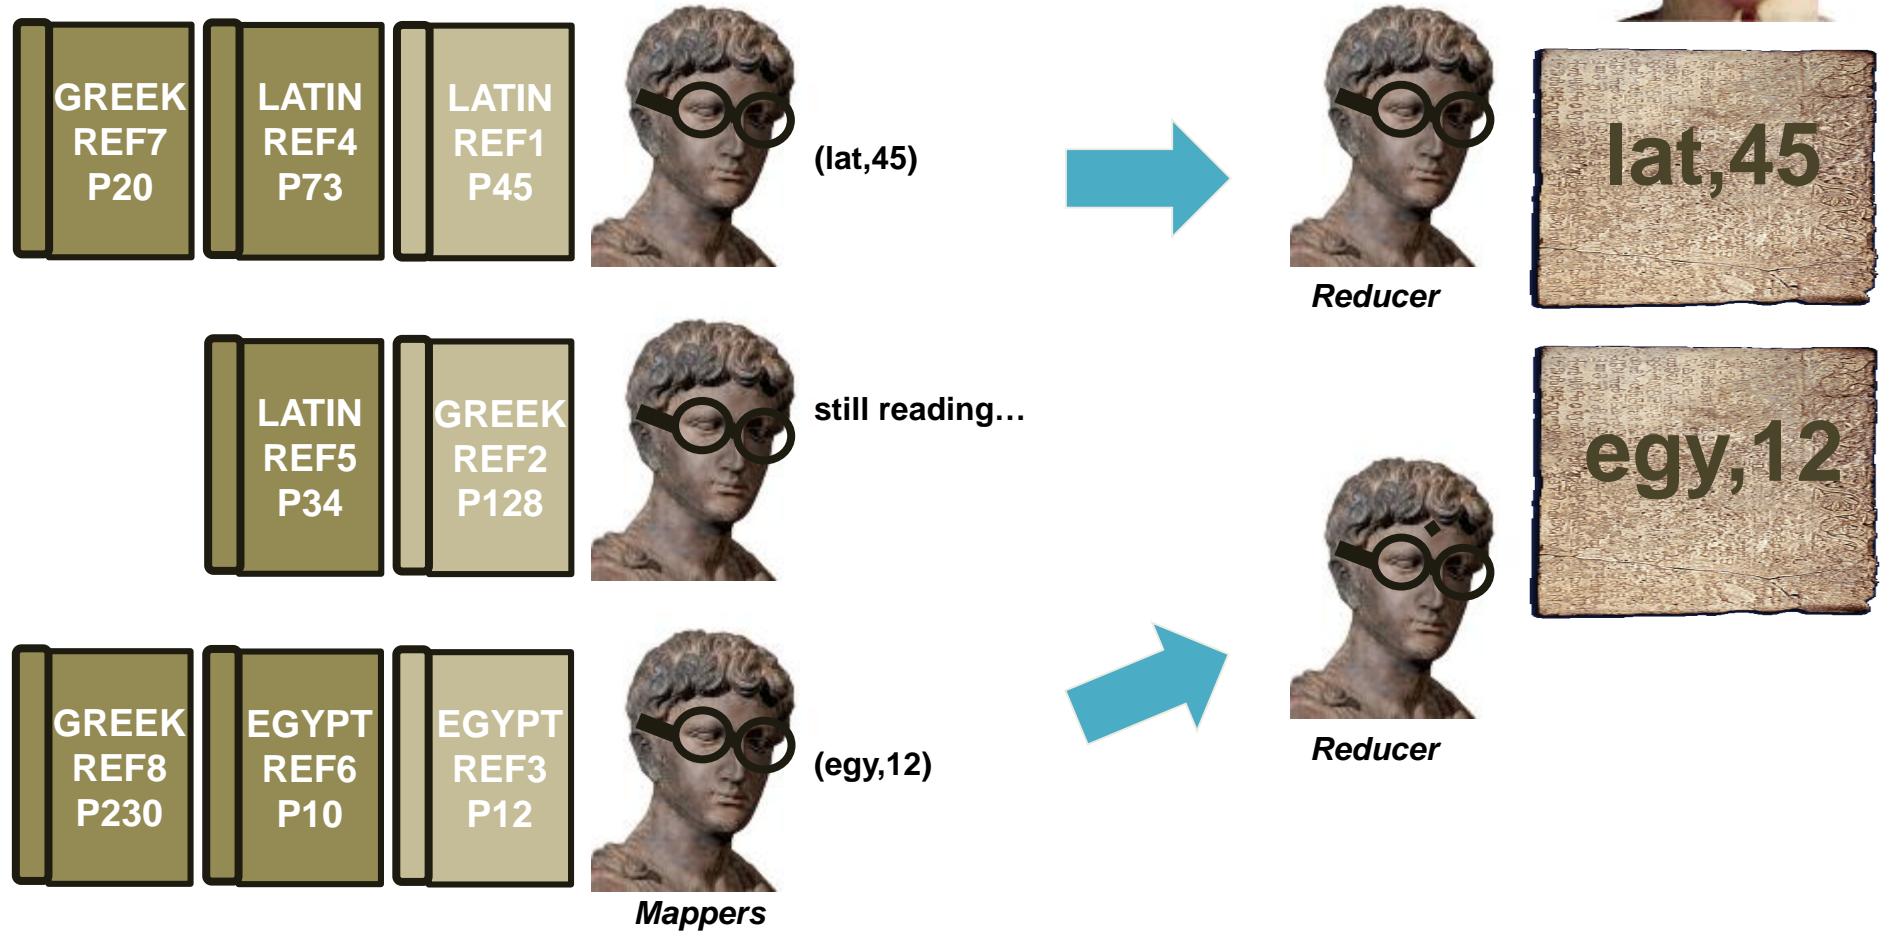 GREEK
REF7
P20
LATIN
REF4
P73
LATIN
REF1
P45
(lat,45)
Reducer
lat,45
LATIN
REF5
P34
GREEK
REF2
P128
still reading…
egy,12
Reducer
GREEK
REF8
P230
EGYPT
REF6
P10
EGYPT
REF3
P12
(egy,12)
Mappers